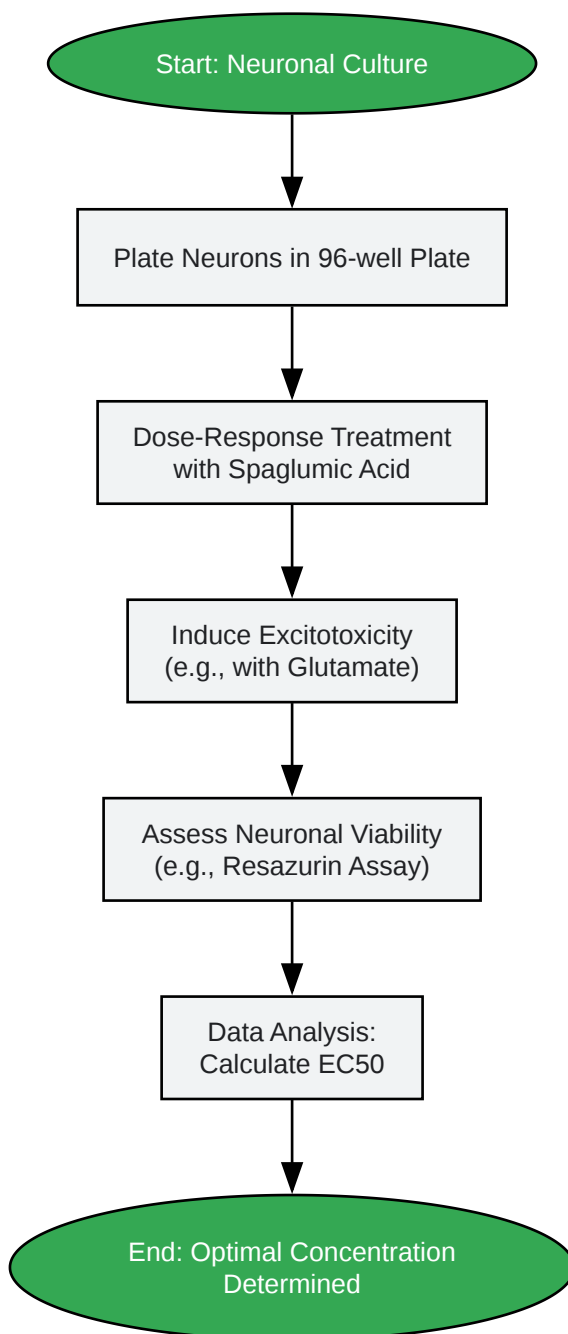 Start: Neuronal Culture
Plate Neurons in 96-well Plate
Dose-Response Treatment
with Spaglumic Acid
Induce Excitotoxicity
(e.g., with Glutamate)
Assess Neuronal Viability
(e.g., Resazurin Assay)
Data Analysis:
Calculate EC50
End: Optimal Concentration
Determined